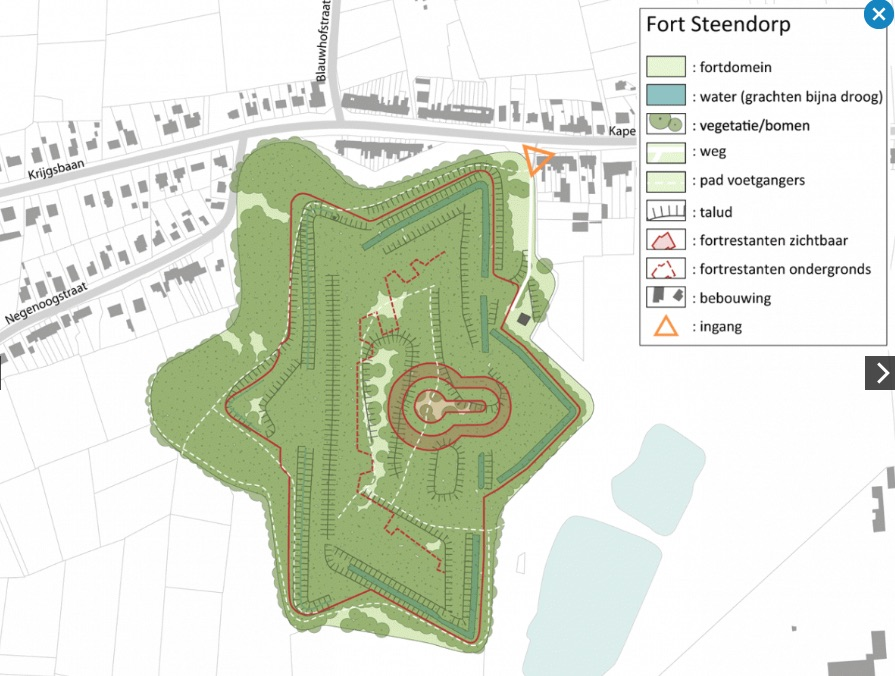 Fort Steendorp
: fortdomein
: water (grachten bijna droog)
: vegetatie/bomen
: weg
: pad voetgangers
: talud
: fortrestanten zichtbaar
: fortrestanten ondergronds
: bebouwing
: ingang
Blauwhofstraat
Kape
Krijgsbaan
Negenoogstraat